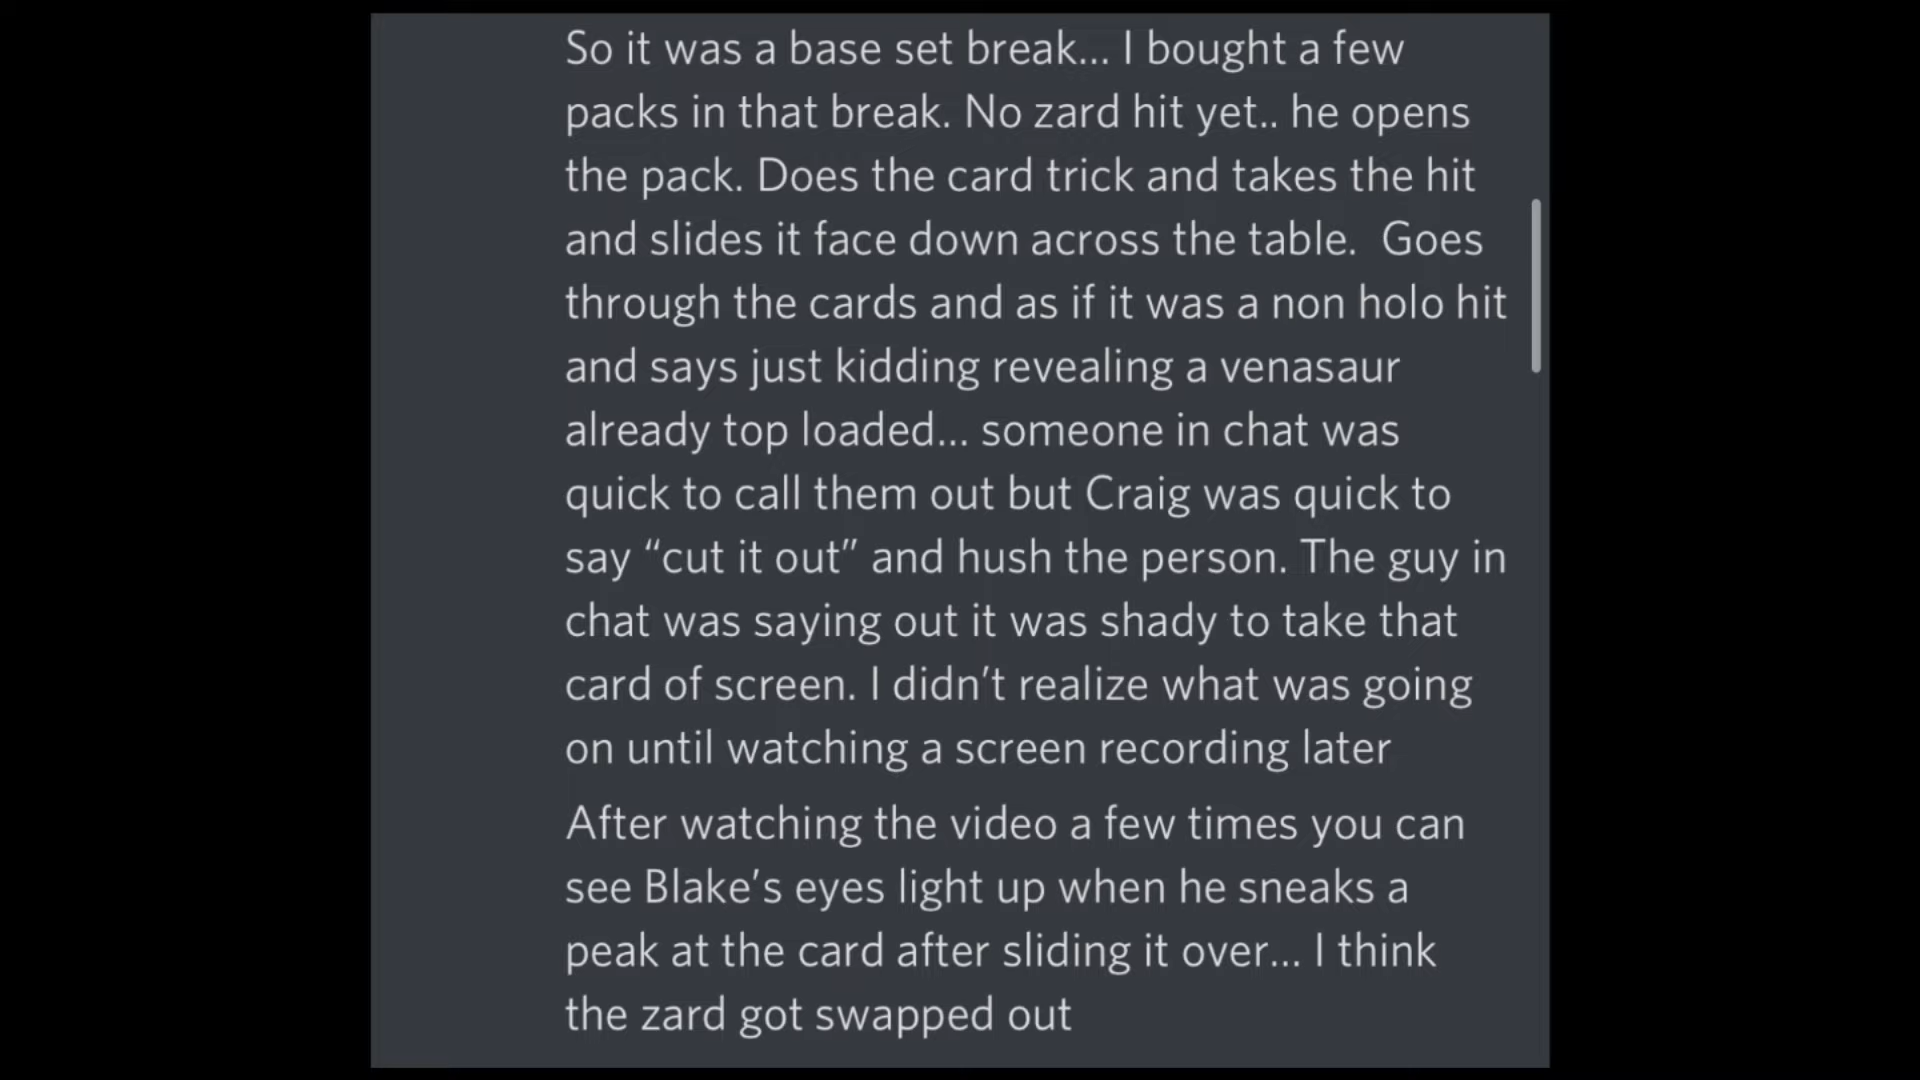 So it was a base set break... I bought a few
packs in that break. No zard hit yet.. he opens
the pack. Does the card trick and takes the hit
and slides it face down across the table.  Goes
through the cards and as if it was a non holo hit
and says just kidding revealing a venasaur
already top loaded... someone in chat was
quick to call them out but Craig was quick to
say “cut it out” and hush the person. The guy in
chat was saying out it was shady to take that
card of screen. I didn’t realize what was going
on until watching a screen recording later
After watching the video a few times you can
see Blake’s eyes light up when he sneaks a
peak at the card after sliding it over... I think
the zard got swapped out